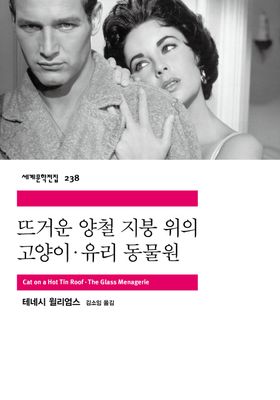 세계문학전집 238
뜨거운 양철 지붕 위의
고양이·유리 동물원
Cat on a Hot Tin Roof · The Glass Menagerie
테네시 윌리엄스 김소임 옮김